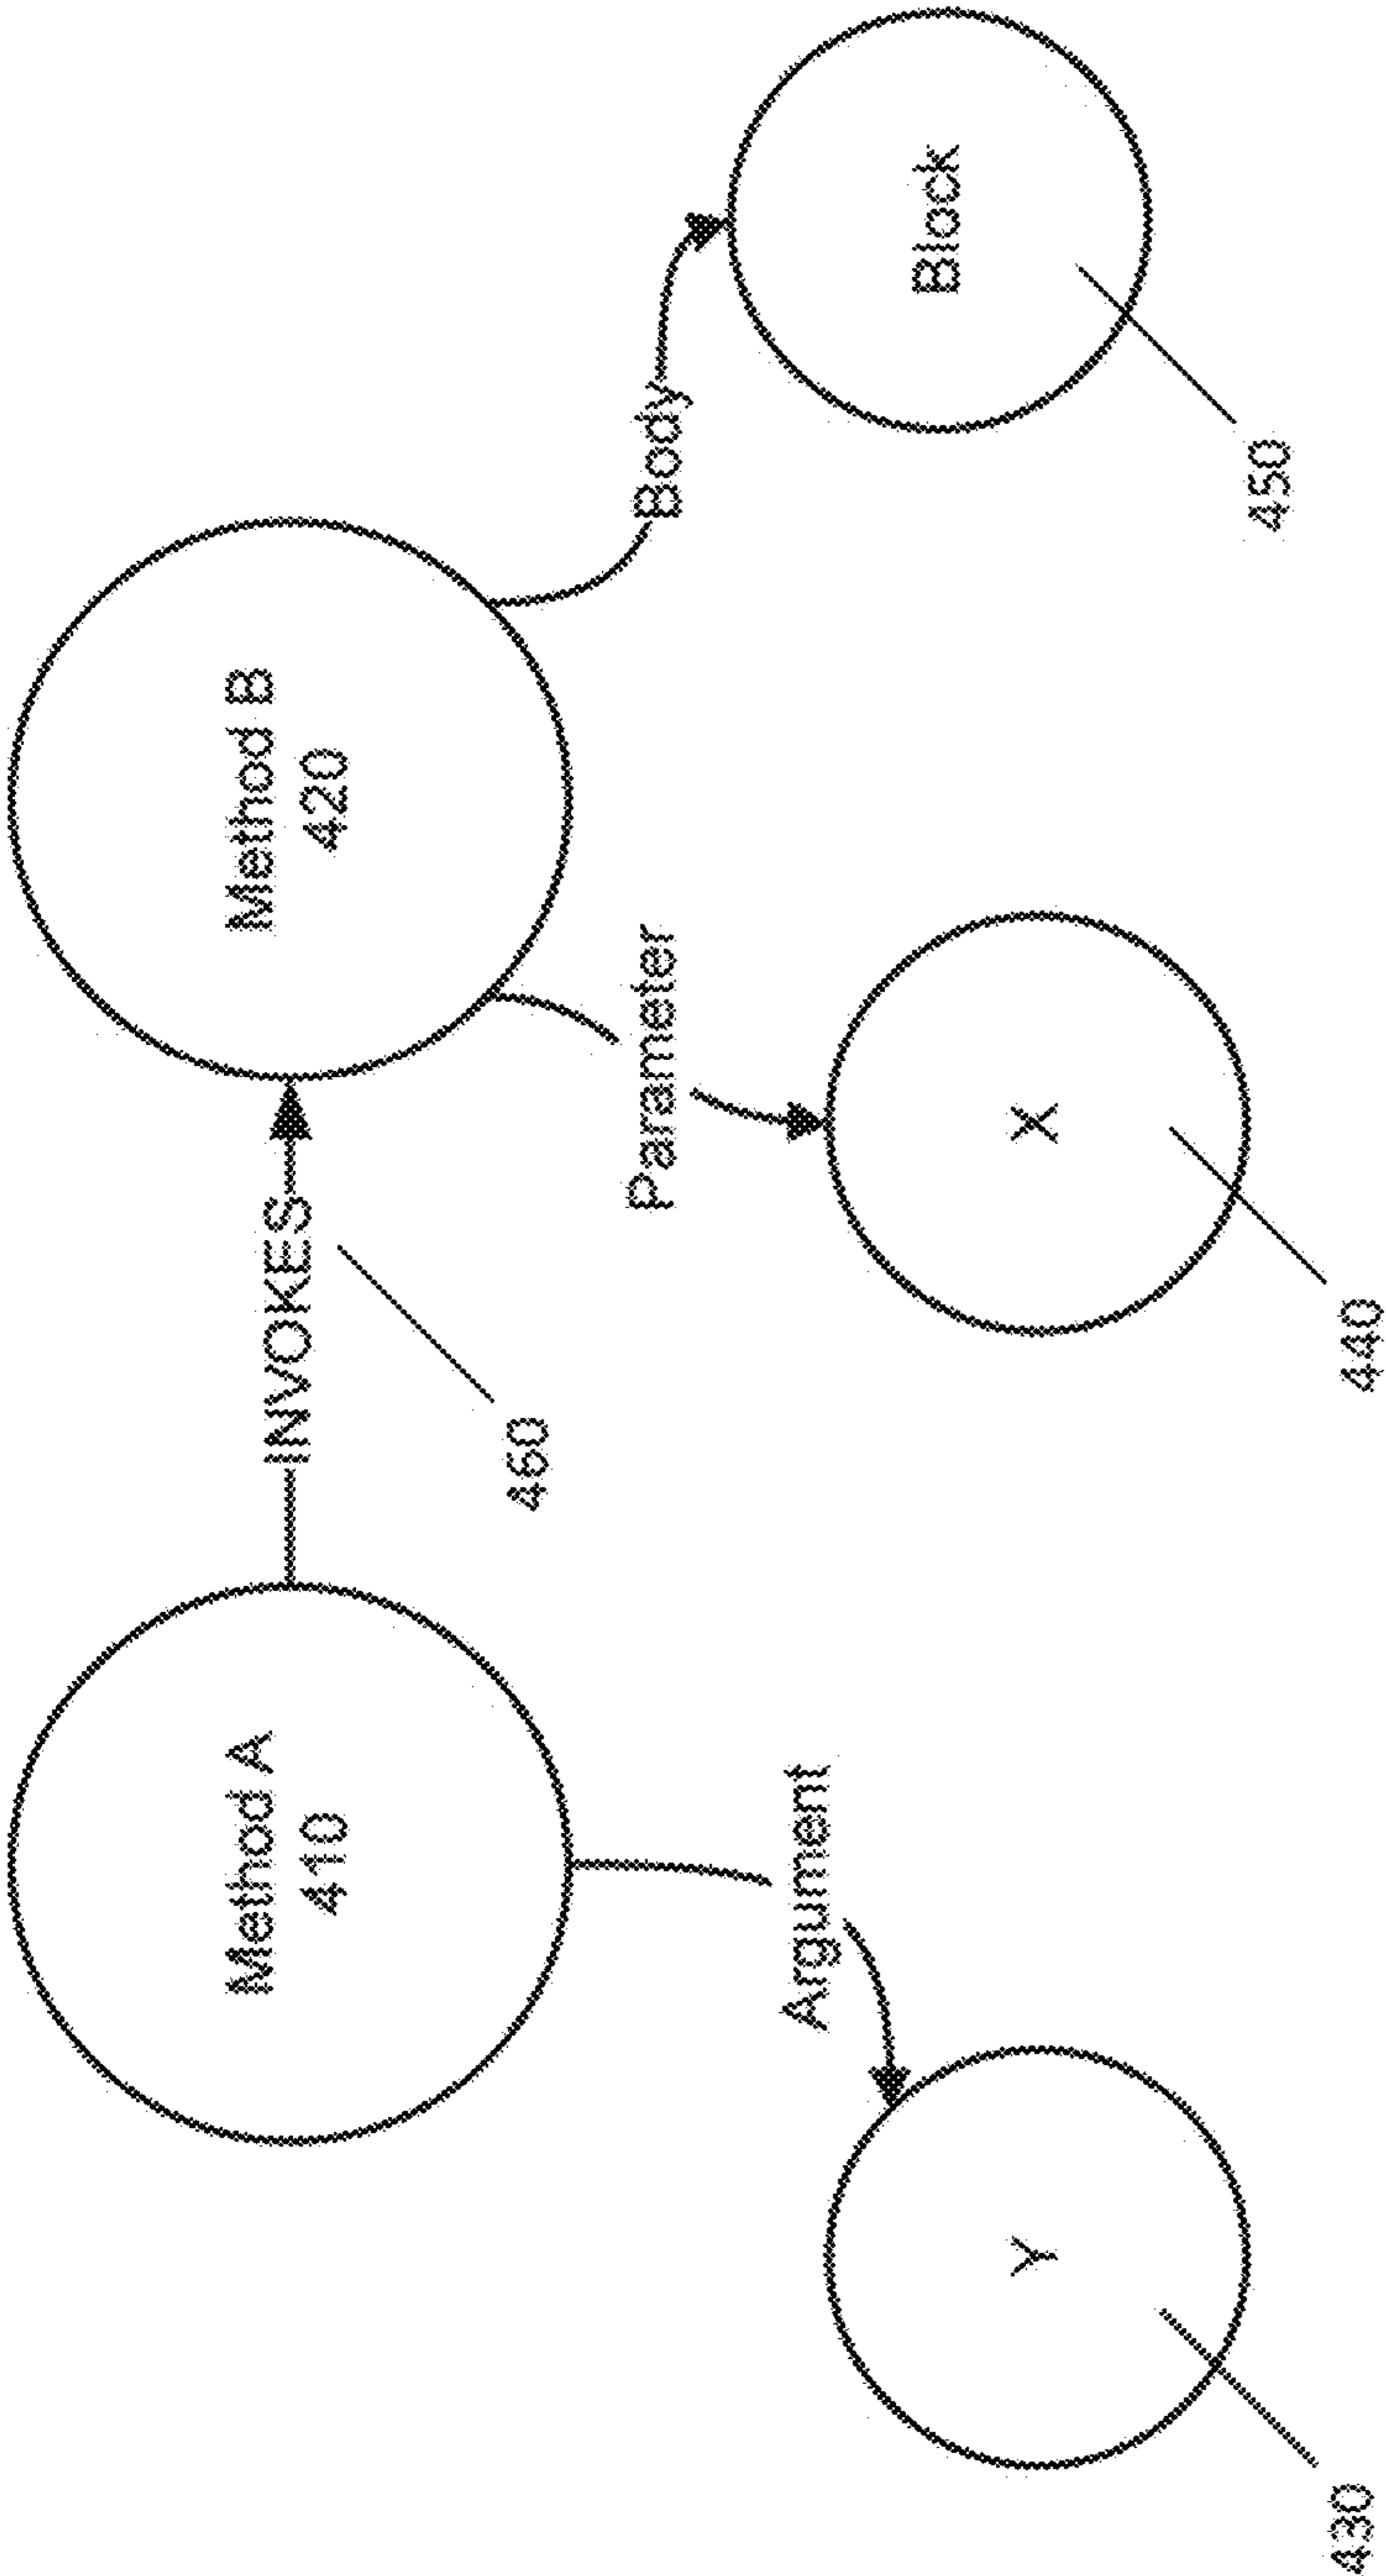 Method A
410
INVOKES
460
Method B
420
Argument
Parameter
Body
Y
X
Block
430
440
450